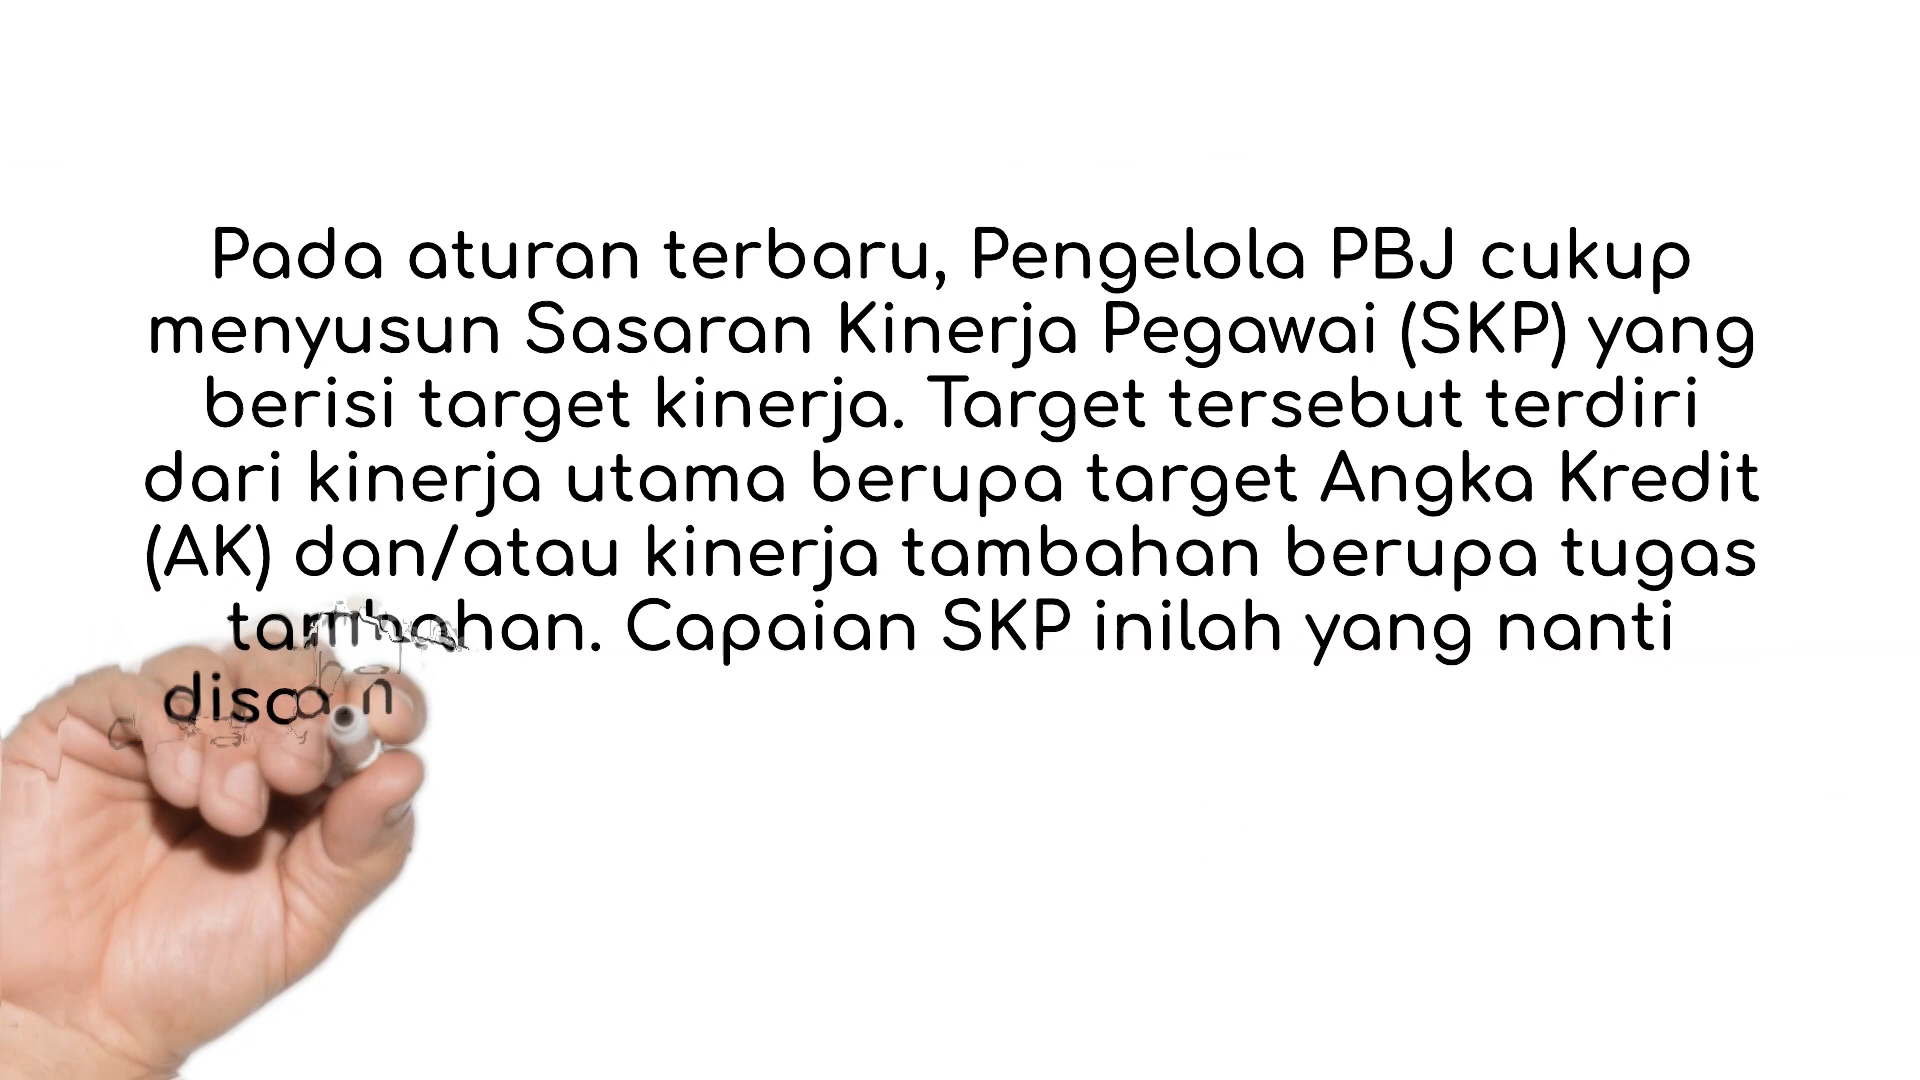 Pada aturan terbaru, Pengelola PBJ cukup
menyusun Sasaran Kinerja Pegawai (SKP) yang
berisi target kinerja. Target tersebut terdiri
dari kinerja utama berupa target Angka Kredit
(AK) dan/atau kinerja tambahan berupa tugas
tambahan. Capaian SKP inilah yang nanti